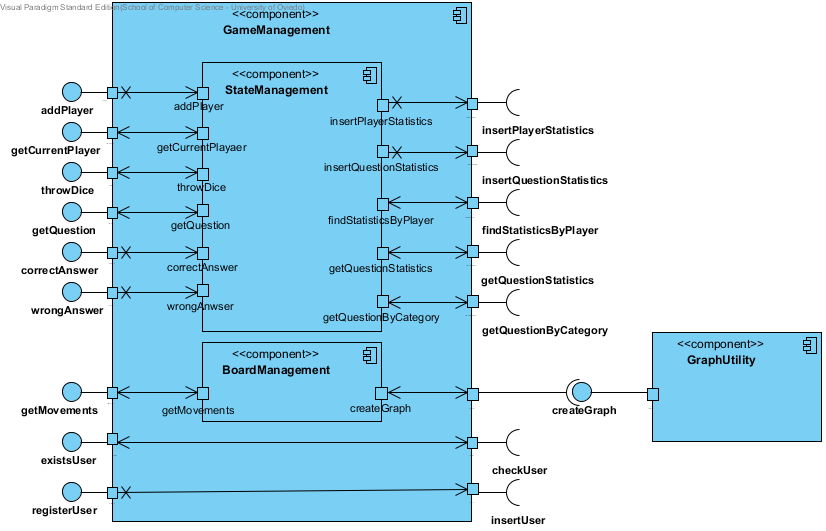 Visual Paradigm Standard Edition(School of Computer Science - University of Oviedo)
<<component>>
GameManagement
<<component>>
StateManagement
addPlayer
addPlayer
insertPlayerStatistics
insertPlayerStatistics
getCurrentPlayer
getCurrentPlayaer
insertQuestionStatistics
insertQuestionStatistics
throwDice
throwDice
getQuestion
getQuestion
findStatisticsByPlayer
findStatisticsByPlayer
correctAnswer
correctAnswer
getQuestionStatistics
getQuestionStatistics
wrongAnswer
wrongAnwser
getQuestionByCategory
getQuestionByCategory
<<component>>
BoardManagement
<<component>>
GraphUtility
getMovements
getMovements
createGraph
createGraph
existsUser
checkUser
registerUser
insertUser